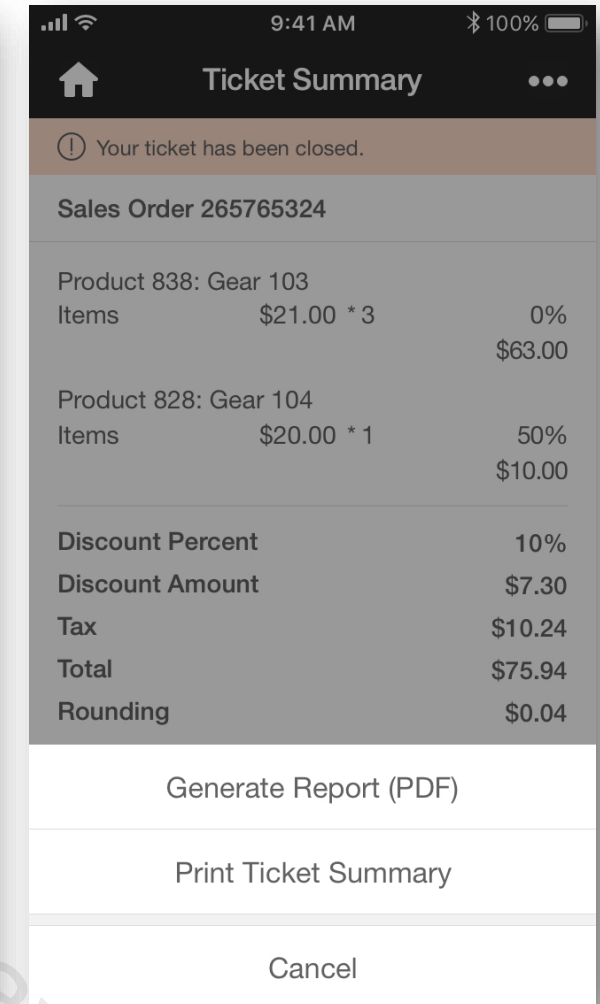 9:41 AM 100%
Ticket Summary
Your ticket has been closed.
Sales Order 265765324
Product 838: Gear 103
Items $21.00 * 3 0%
$63.00
Product 828: Gear 104
Items $20.00 * 1 50%
$10.00
Discount Percent 10%
Discount Amount $7.30
Tax $10.24
Total $75.94
Rounding $0.04
Generate Report (PDF)
Print Ticket Summary
Cancel